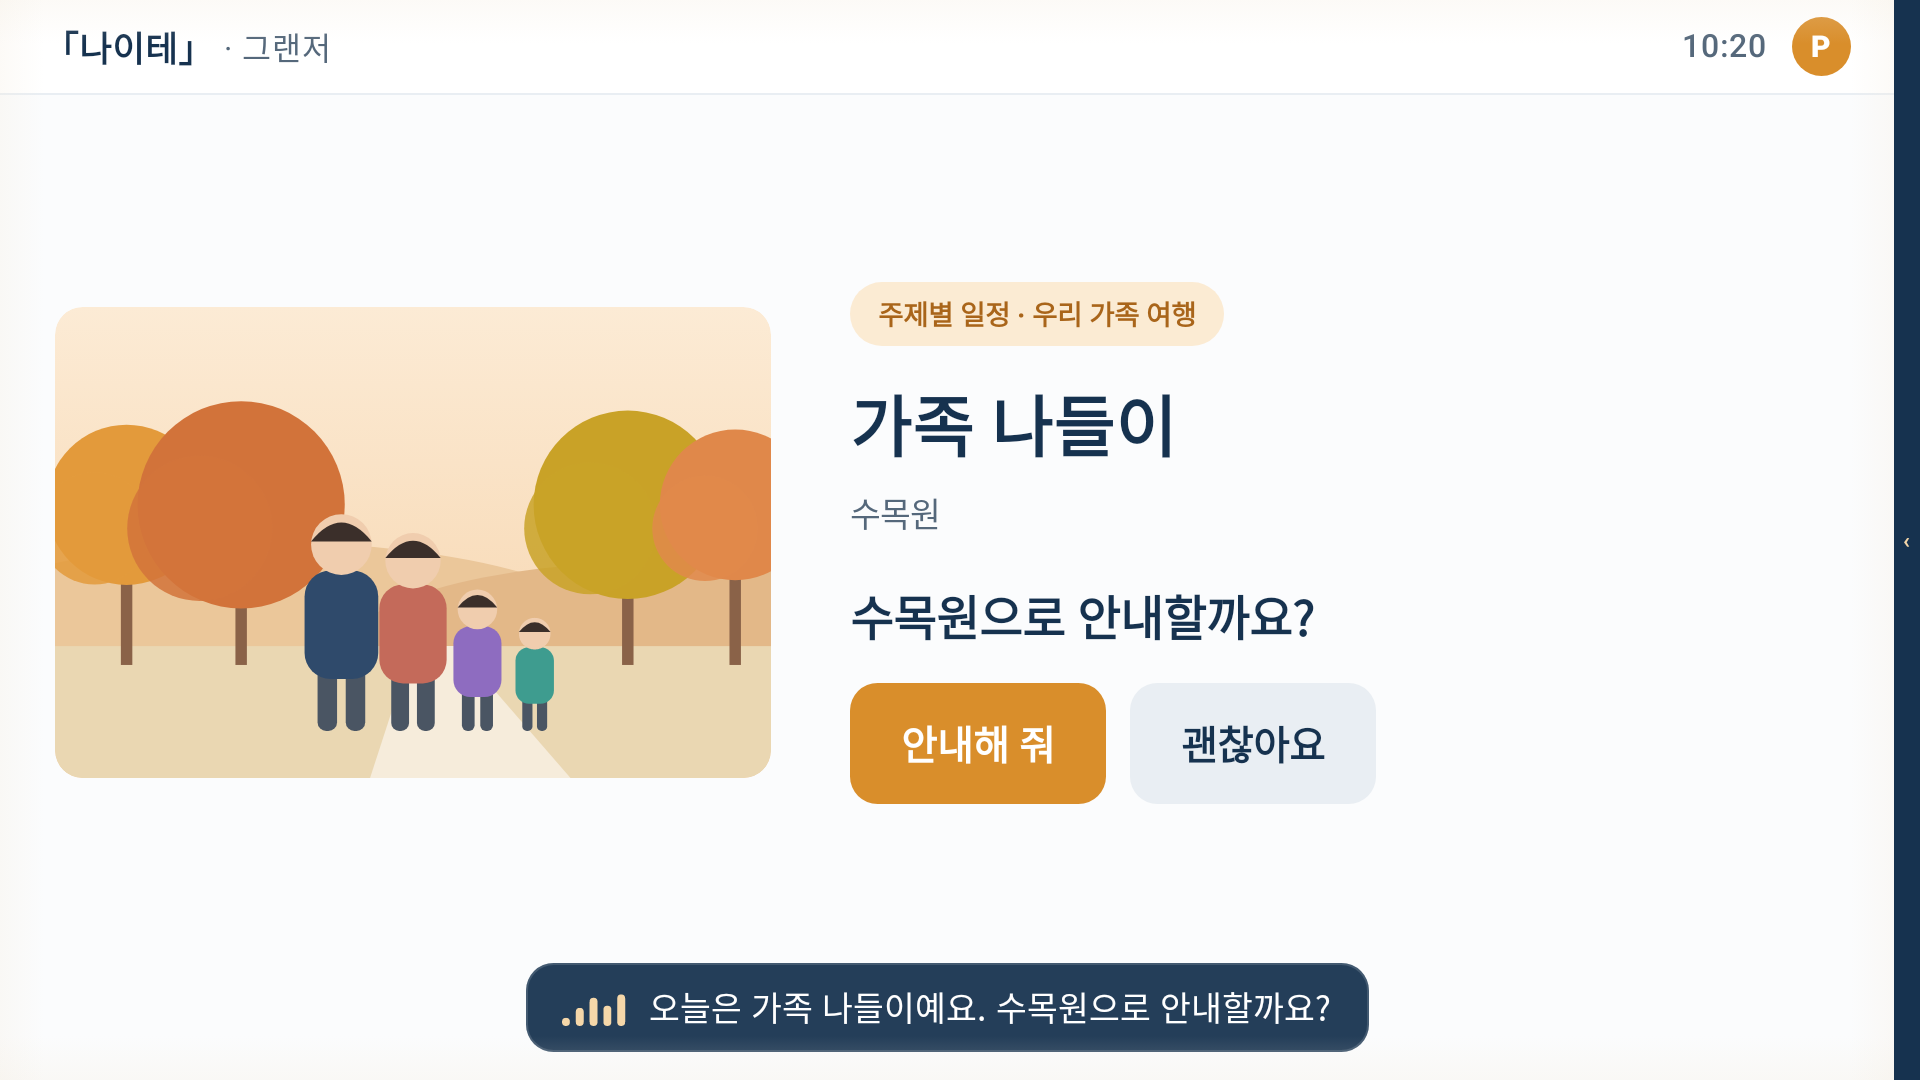 「나이테」 · 그랜저
10:20
P
주제별 일정 · 우리 가족 여행
가족 나들이
수목원
수목원으로 안내할까요?
안내해 줘
괜찮아요
‹
오늘은 가족 나들이예요. 수목원으로 안내할까요?